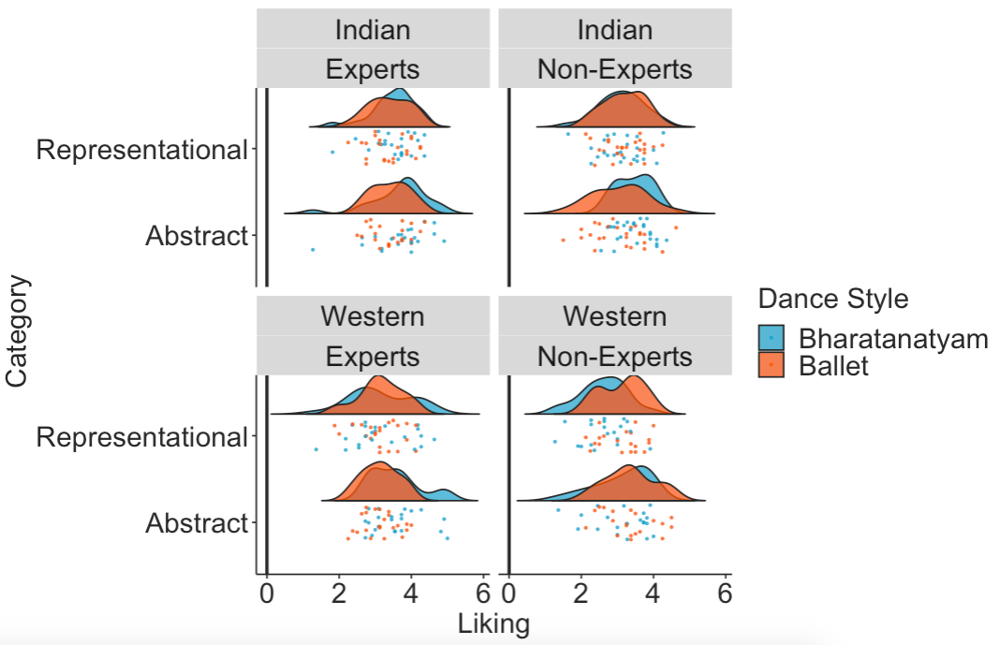 Indian
Experts
Indian
Non-Experts
Representational
Abstract
Western
Experts
Western
Non-Experts
Representational
Abstract
Category
0 2 4 6 0 2 4 6
Liking
Dance Style
Bharatanatyam
Ballet